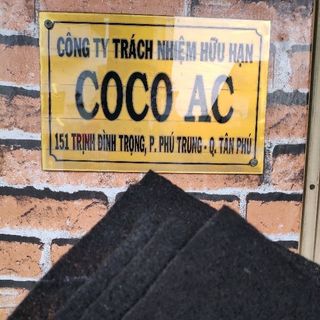 CÔNG TY TRÁCH NHIỆM HỮU HẠN
COCO AC
151 TRỊNH ĐÌNH TRỌNG, P. PHÚ TRUNG - Q. TÂN PHÚ